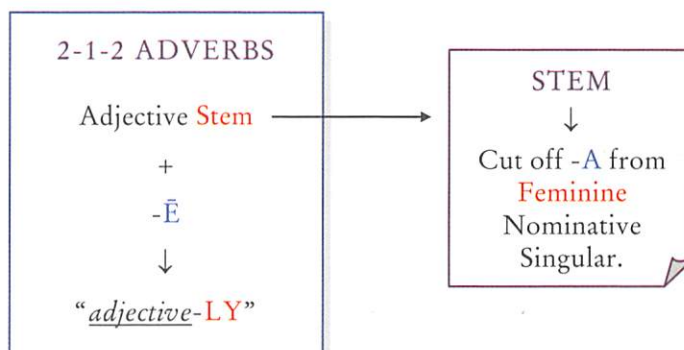 2-1-2 ADVERBS
Adjective Stem
+
-Ē
↓
“adjective-LY”
STEM
↓
Cut off -A from
Feminine
Nominative
Singular.